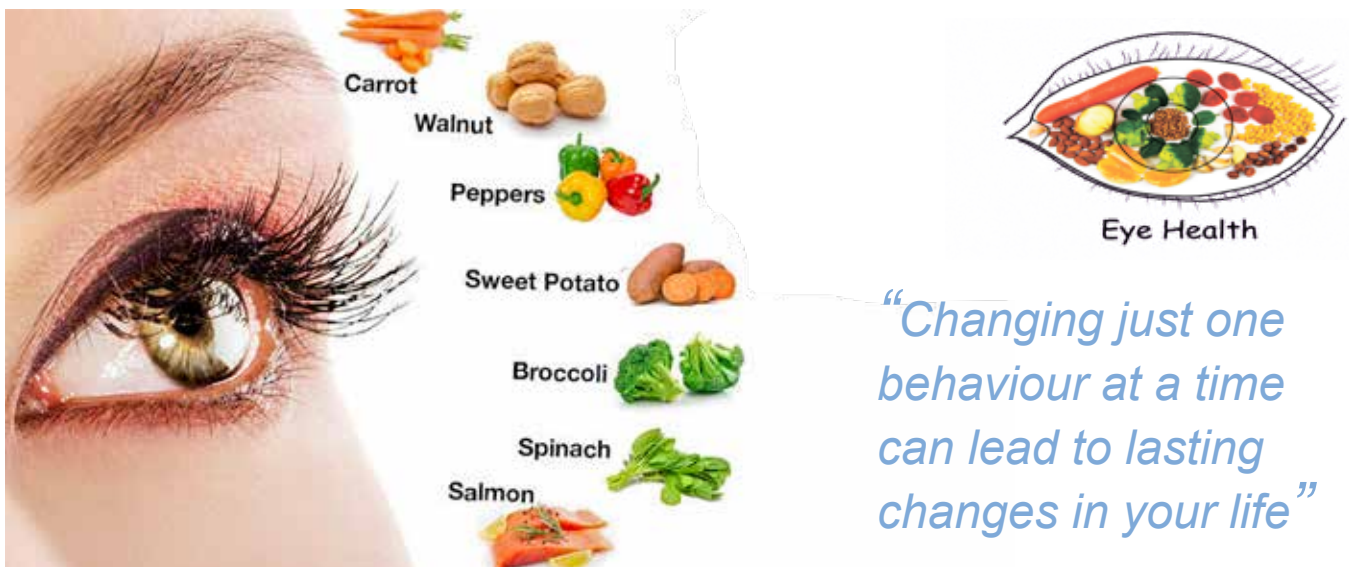 Carrot
Walnut
Peppers
Sweet Potato
Broccoli
Spinach
Salmon
Eye Health
“Changing just one
behaviour at a time
can lead to lasting
changes in your life”